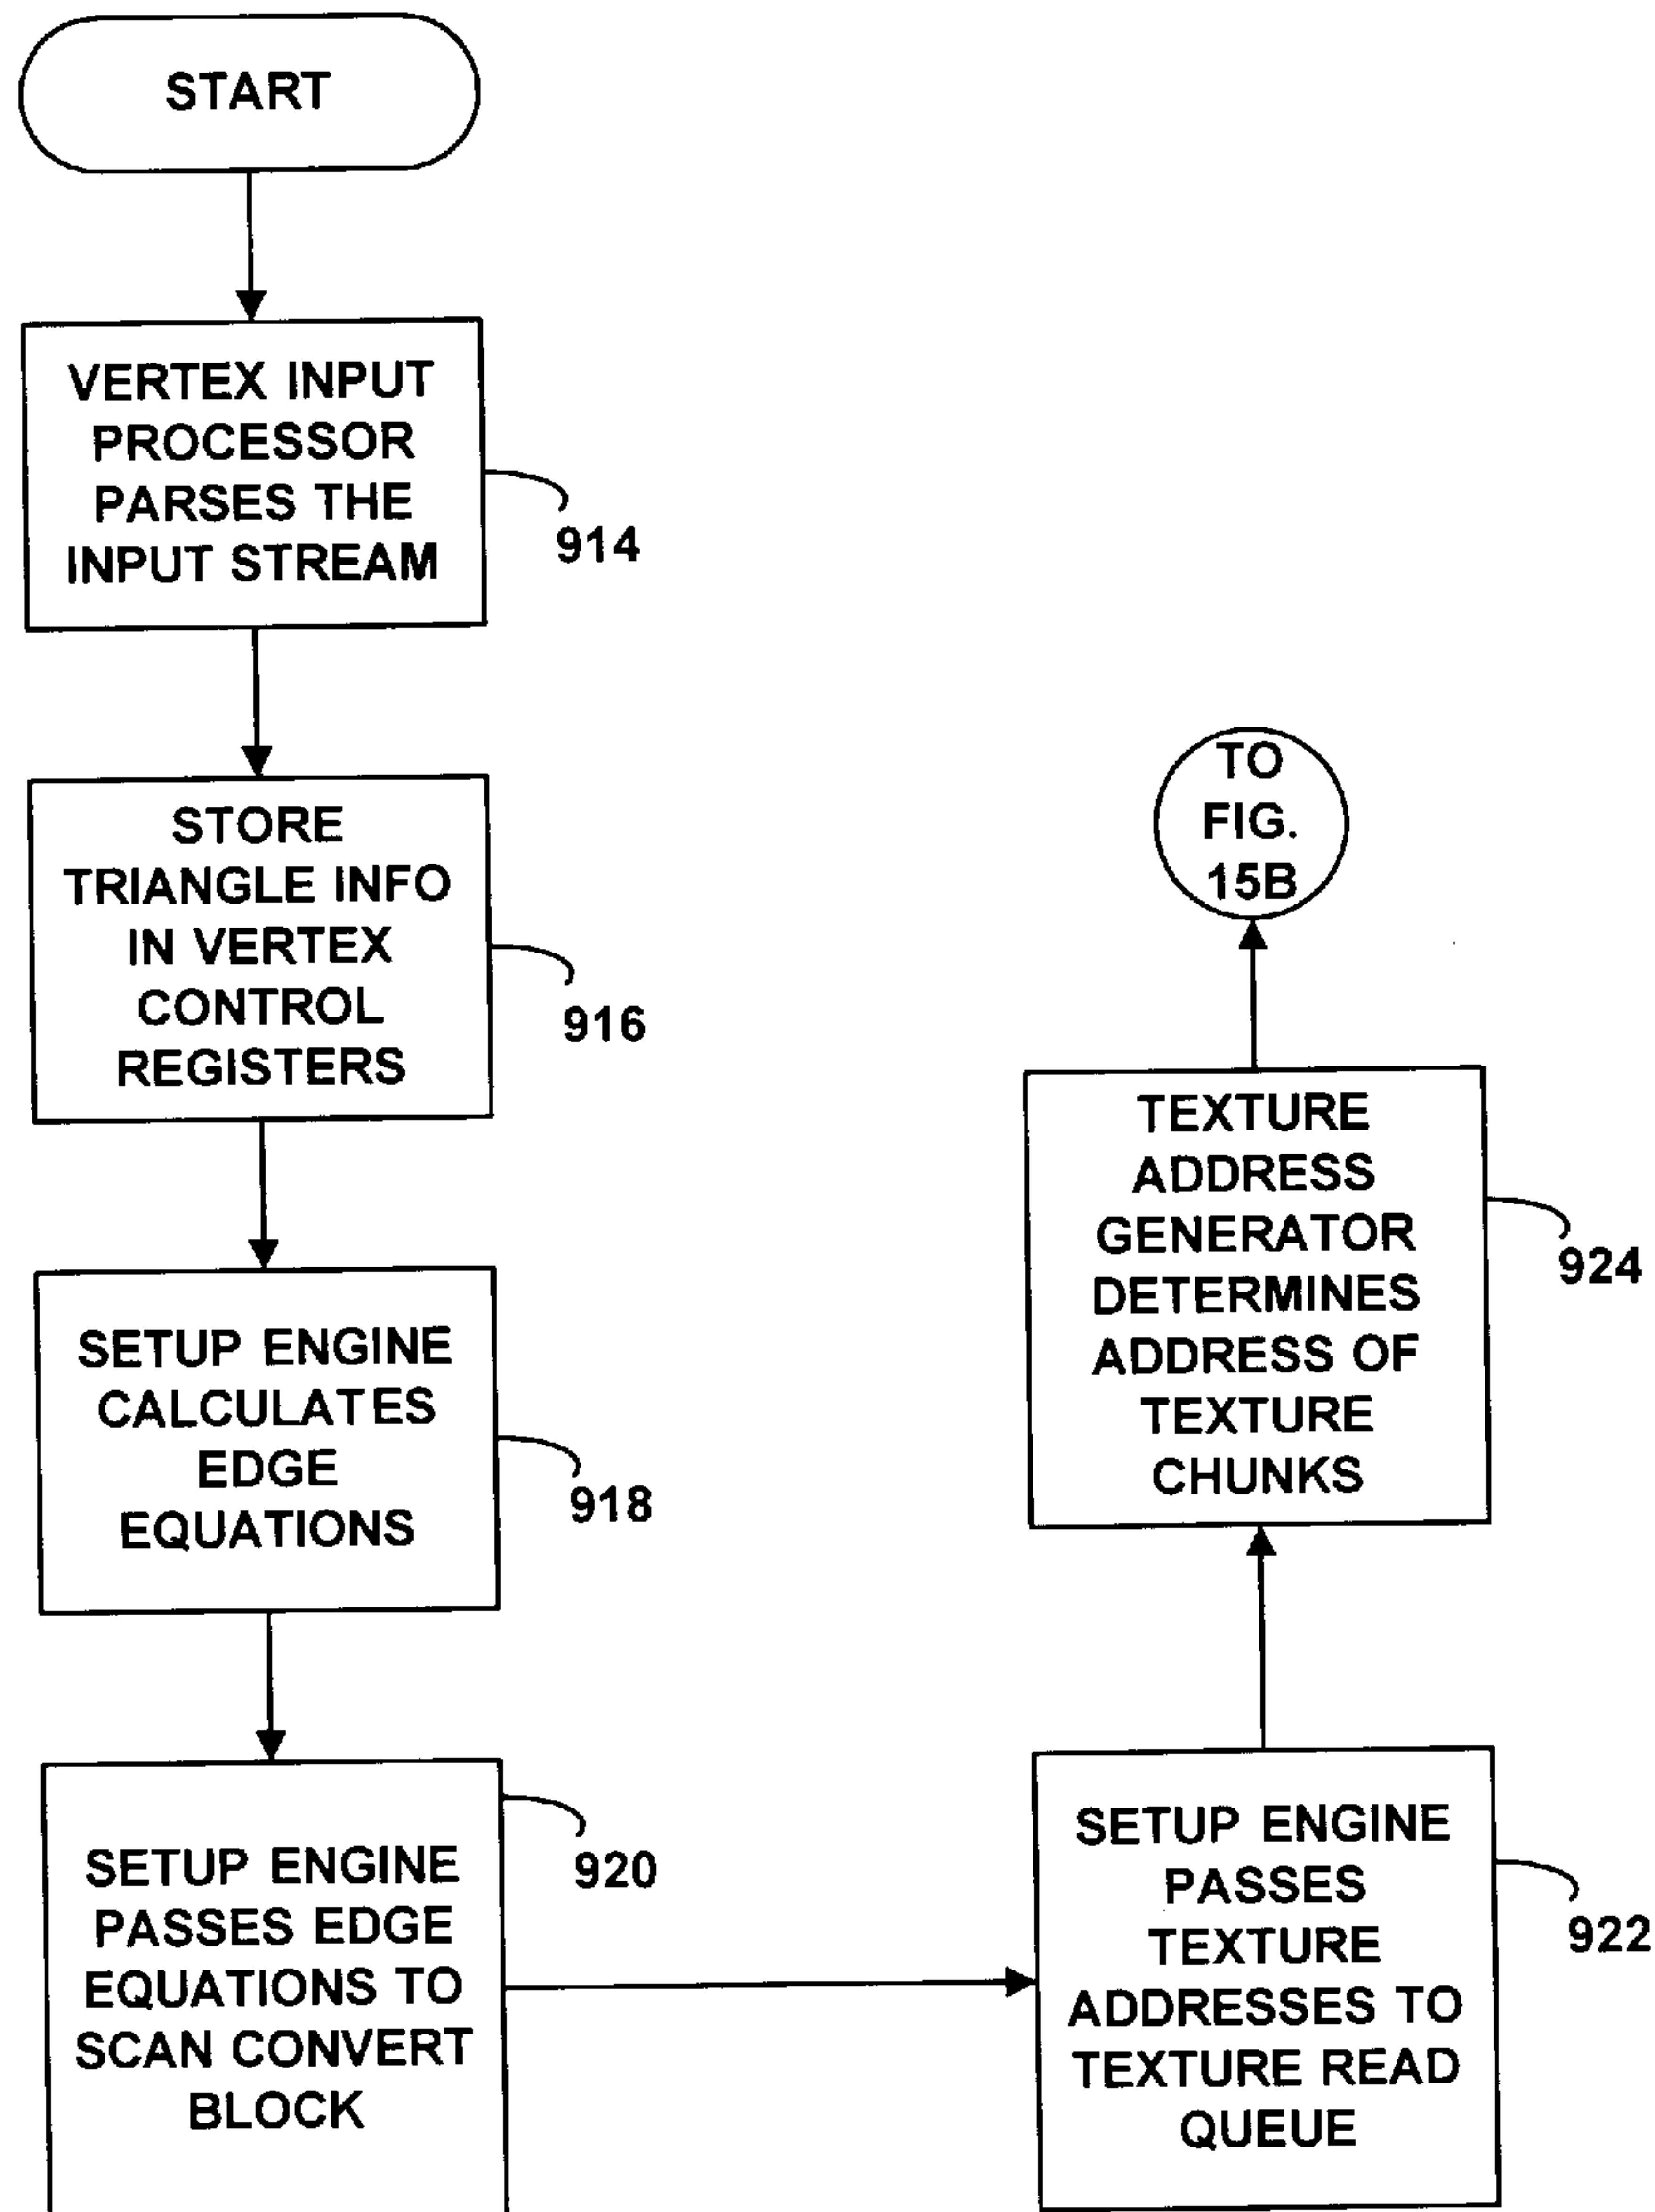 START
VERTEX INPUT
PROCESSOR
PARSES THE
INPUT STREAM
914
STORE
TRIANGLE INFO
IN VERTEX
CONTROL
REGISTERS
916
SETUP ENGINE
CALCULATES
EDGE
EQUATIONS
918
SETUP ENGINE
PASSES EDGE
EQUATIONS TO
SCAN CONVERT
BLOCK
920
SETUP ENGINE
PASSES
TEXTURE
ADDRESSES TO
TEXTURE READ
QUEUE
922
TEXTURE
ADDRESS
GENERATOR
DETERMINES
ADDRESS OF
TEXTURE
CHUNKS
924
TO
FIG.
15B